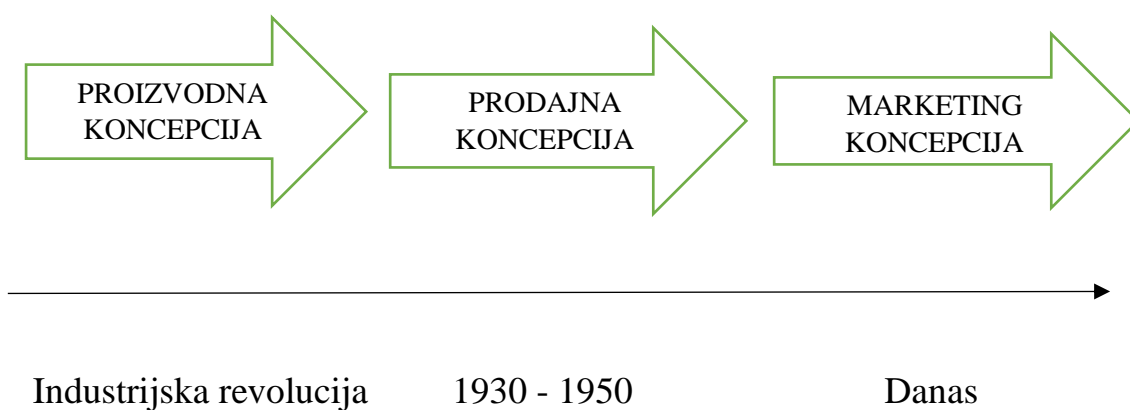 PROIZVODNA
KONCEPCIJA
PRODAJNA
KONCEPCIJA
MARKETING
KONCEPCIJA
Industrijska revolucija
1930 - 1950
Danas